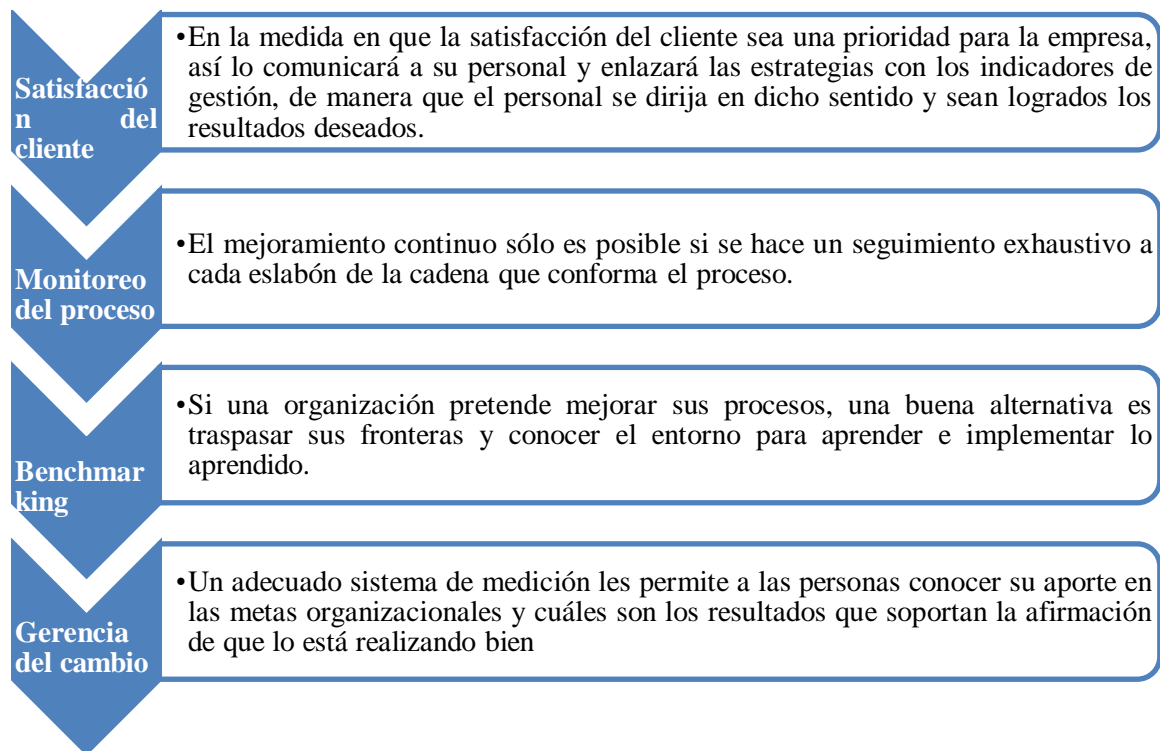 Satisfacció
n del
cliente
•En la medida en que la satisfacción del cliente sea una prioridad para la empresa,
así lo comunicará a su personal y enlazará las estrategias con los indicadores de
gestión, de manera que el personal se dirija en dicho sentido y sean logrados los
resultados deseados.
Monitoreo
del proceso
•El mejoramiento continuo sólo es posible si se hace un seguimiento exhaustivo a
cada eslabón de la cadena que conforma el proceso.
Benchmar
king
•Si una organización pretende mejorar sus procesos, una buena alternativa es
traspasar sus fronteras y conocer el entorno para aprender e implementar lo
aprendido.
Gerencia
del cambio
•Un adecuado sistema de medición les permite a las personas conocer su aporte en
las metas organizacionales y cuáles son los resultados que soportan la afirmación
de que lo está realizando bien